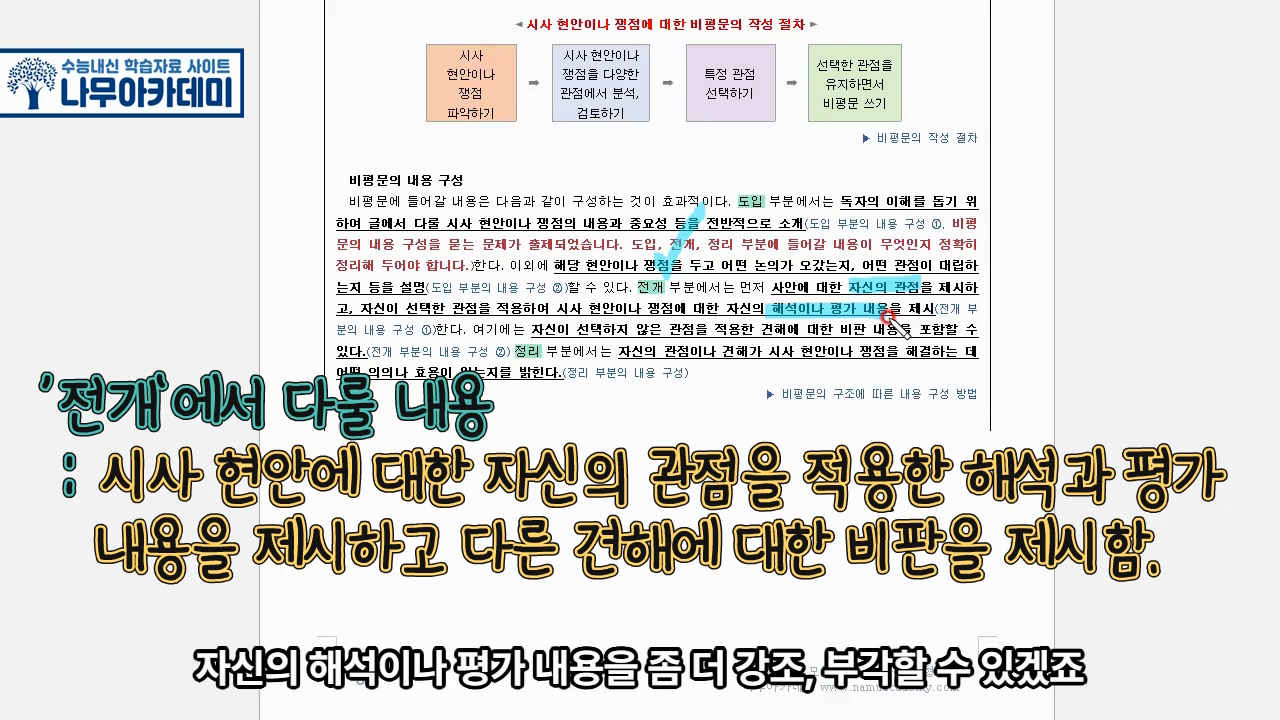 ◀ 시사 현안이나 쟁점에 대한 비평문의 작성 절차 ▶
수능내신 학습자료 사이트
나무아카데미
시사
현안이나
쟁점
파악하기
➡
시사 현안이나
쟁점을 다양한
관점에서 분석,
검토하기
➡
특정 관점
선택하기
➡
선택한 관점을
유지하면서
비평문 쓰기
▶ 비평문의 작성 절차
비평문의 내용 구성
비평문에 들어갈 내용은 다음과 같이 구성하는 것이 효과적이다. 도입 부분에서는 독자의 이해를 돕기 위
하여 글에서 다룰 시사 현안이나 쟁점의 내용과 중요성 등을 전반적으로 소개(도입 부분의 내용 구성 ①, 비평
문의 내용 구성을 묻는 문제가 출제되었습니다. 도입, 전개, 정리 부분에 들어갈 내용이 무엇인지 정확히
정리해 두어야 합니다.)한다. 이외에 해당 현안이나 쟁점을 두고 어떤 논의가 오갔는지, 어떤 관점이 대립하
는지 등을 설명(도입 부분의 내용 구성 ②)할 수 있다. 전개 부분에서는 먼저 사안에 대한 자신의 관점을 제시하
고, 자신이 선택한 관점을 적용하여 시사 현안이나 쟁점에 대한 자신의 해석이나 평가 내용을 제시(전개 부
분의 내용 구성 ①)한다. 여기에는 자신이 선택하지 않은 관점을 적용한 견해에 대한 비판 내용을 포함할 수
있다.(전개 부분의 내용 구성 ②) 정리 부분에서는 자신의 관점이나 견해가 시사 현안이나 쟁점을 해결하는 데
어떤 의의나 효용이 있는지를 밝힌다.(정리 부분의 내용 구성)
▶ 비평문의 구조에 따른 내용 구성 방법
'전개'에서 다룰 내용
: 시사 현안에 대한 자신의 관점을 적용한 해석과 평가
내용을 제시하고 다른 견해에 대한 비판을 제시함.
자신의 해석이나 평가 내용을 좀 더 강조, 부각할 수 있겠죠